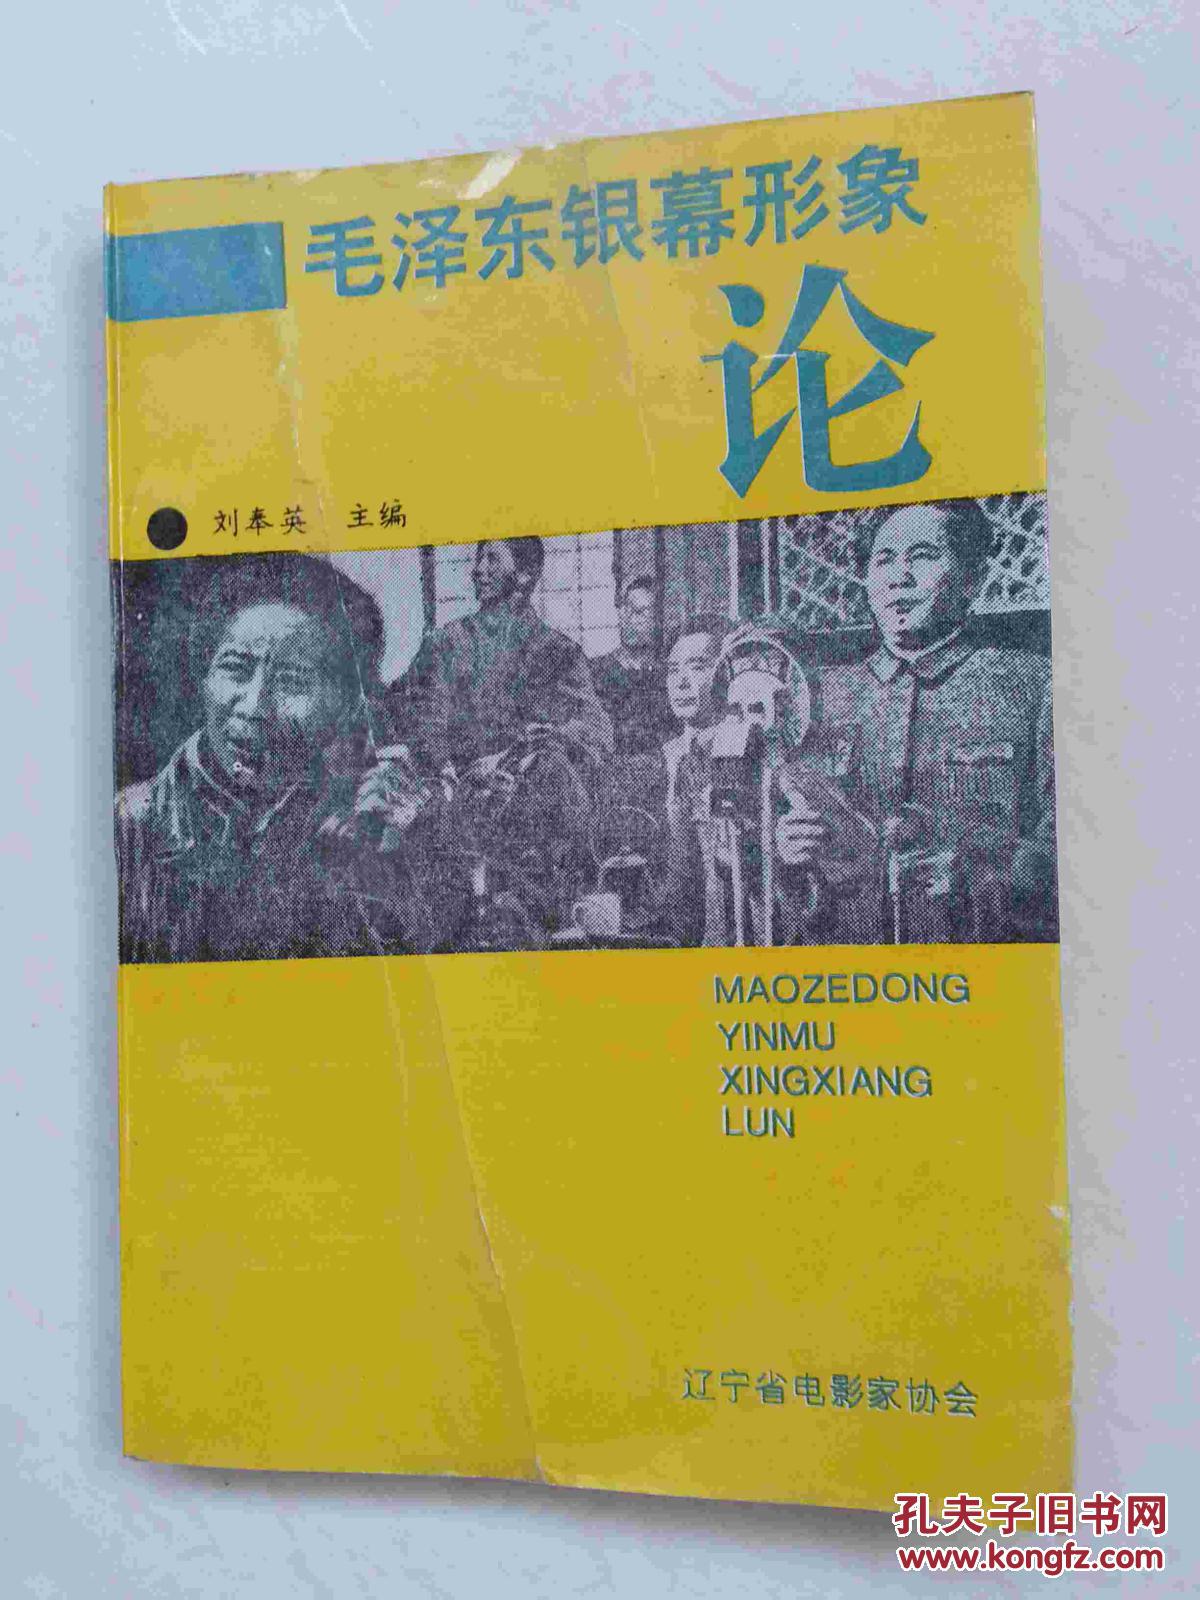 毛泽东银幕形象
论
刘奉英 主编
MAOZEDONG
YINMU
XINGXIANG
LUN
辽宁省电影家协会
孔夫子旧书网
www.kongfz.com